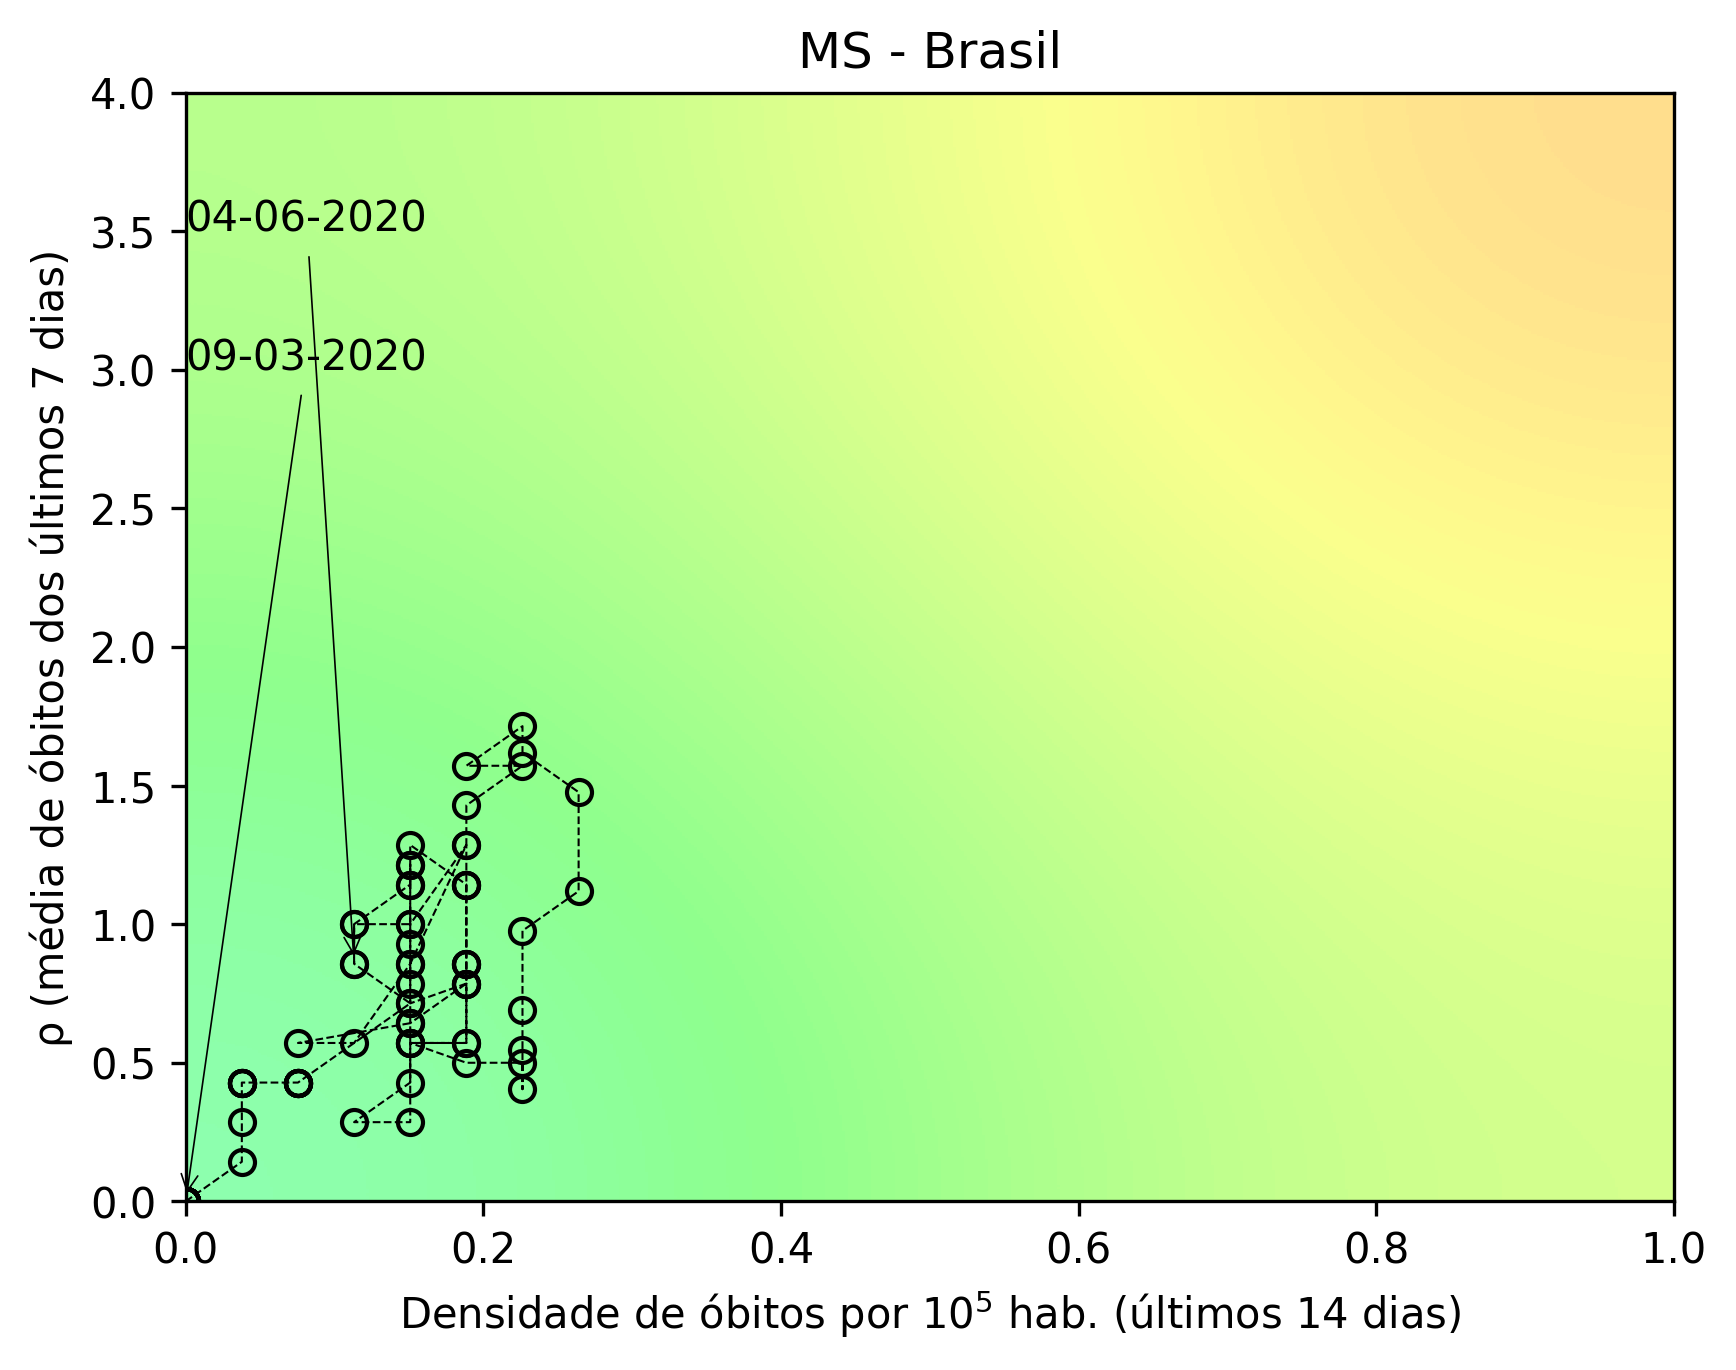 MS - Brasil
4.0
3.5
3.0
2.5
2.0
1.5
1.0
0.5
0.0
ρ (média de óbitos dos últimos 7 dias)
04-06-2020
09-03-2020
0.0 0.2 0.4 0.6 0.8 1.0
Densidade de óbitos por 10⁵ hab. (últimos 14 dias)